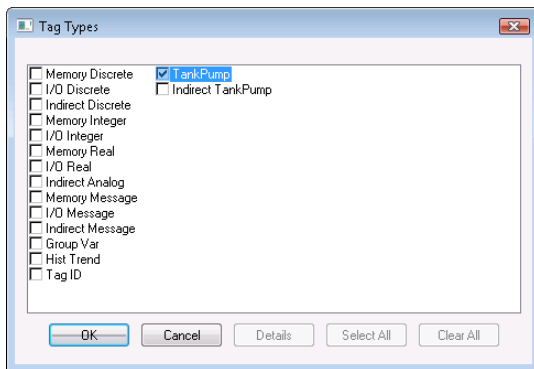 Tag Types
Memory Discrete
I/O Discrete
Indirect Discrete
Memory Integer
I/O Integer
Memory Real
I/O Real
Indirect Analog
Memory Message
I/O Message
Indirect Message
Group Var
Hist Trend
Tag ID
TankPump
Indirect TankPump
OK Cancel Details Select All Clear All